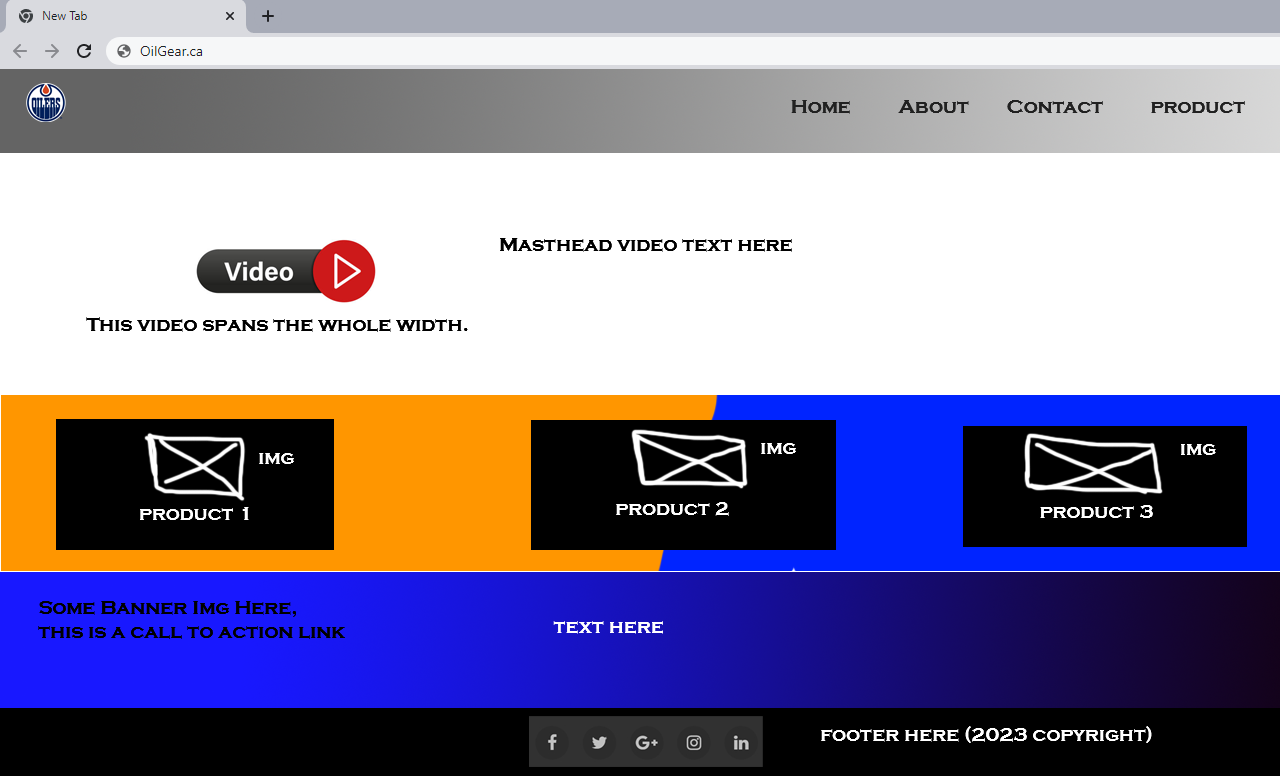 New Tab
OilGear.ca
OILERS
Home About Contact product
Masthead video text here
Video
This video spans the whole width.
IMG
product 1
IMG
product 2
IMG
product 3
Some Banner Img Here,
this is a call to action link
text here
f G+ in
footer here (2023 copyright)